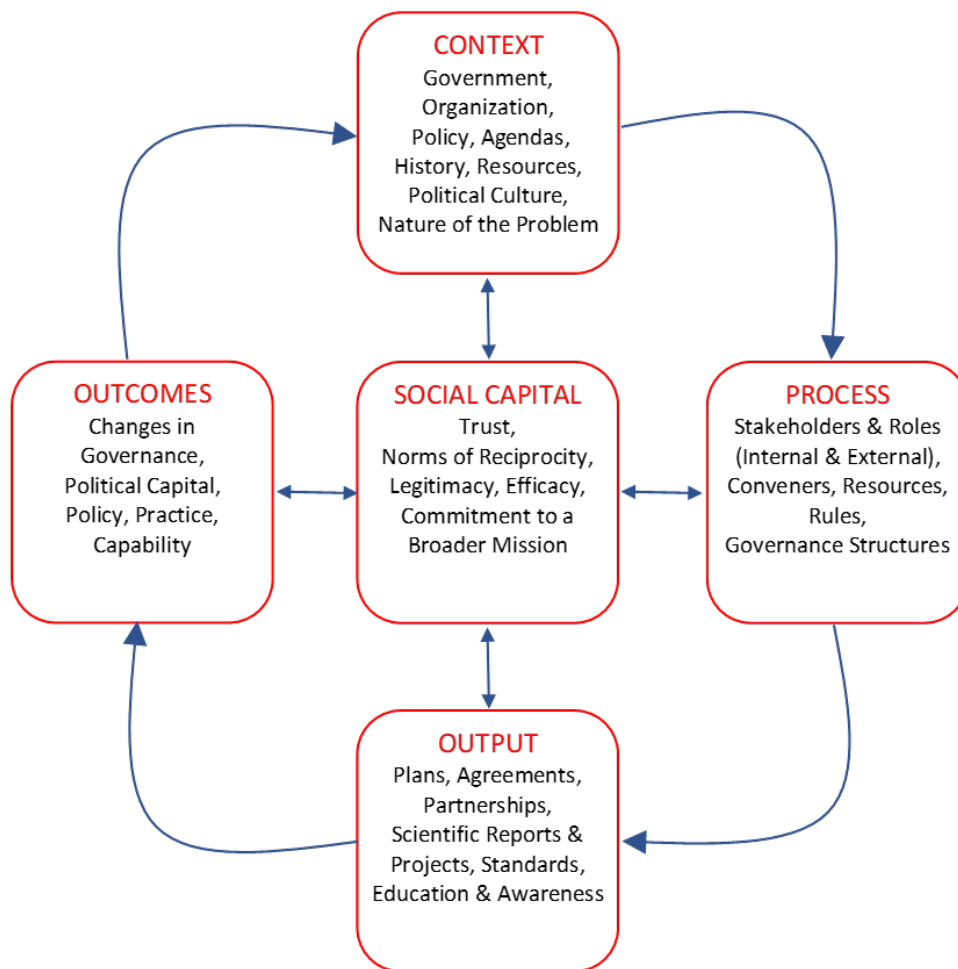 CONTEXT
Government,
Organization,
Policy, Agendas,
History, Resources,
Political Culture,
Nature of the Problem
OUTCOMES
Changes in
Governance,
Political Capital,
Policy, Practice,
Capability
SOCIAL CAPITAL
Trust,
Norms of Reciprocity,
Legitimacy, Efficacy,
Commitment to a
Broader Mission
PROCESS
Stakeholders & Roles
(Internal & External),
Conveners, Resources,
Rules,
Governance Structures
OUTPUT
Plans, Agreements,
Partnerships,
Scientific Reports &
Projects, Standards,
Education & Awareness